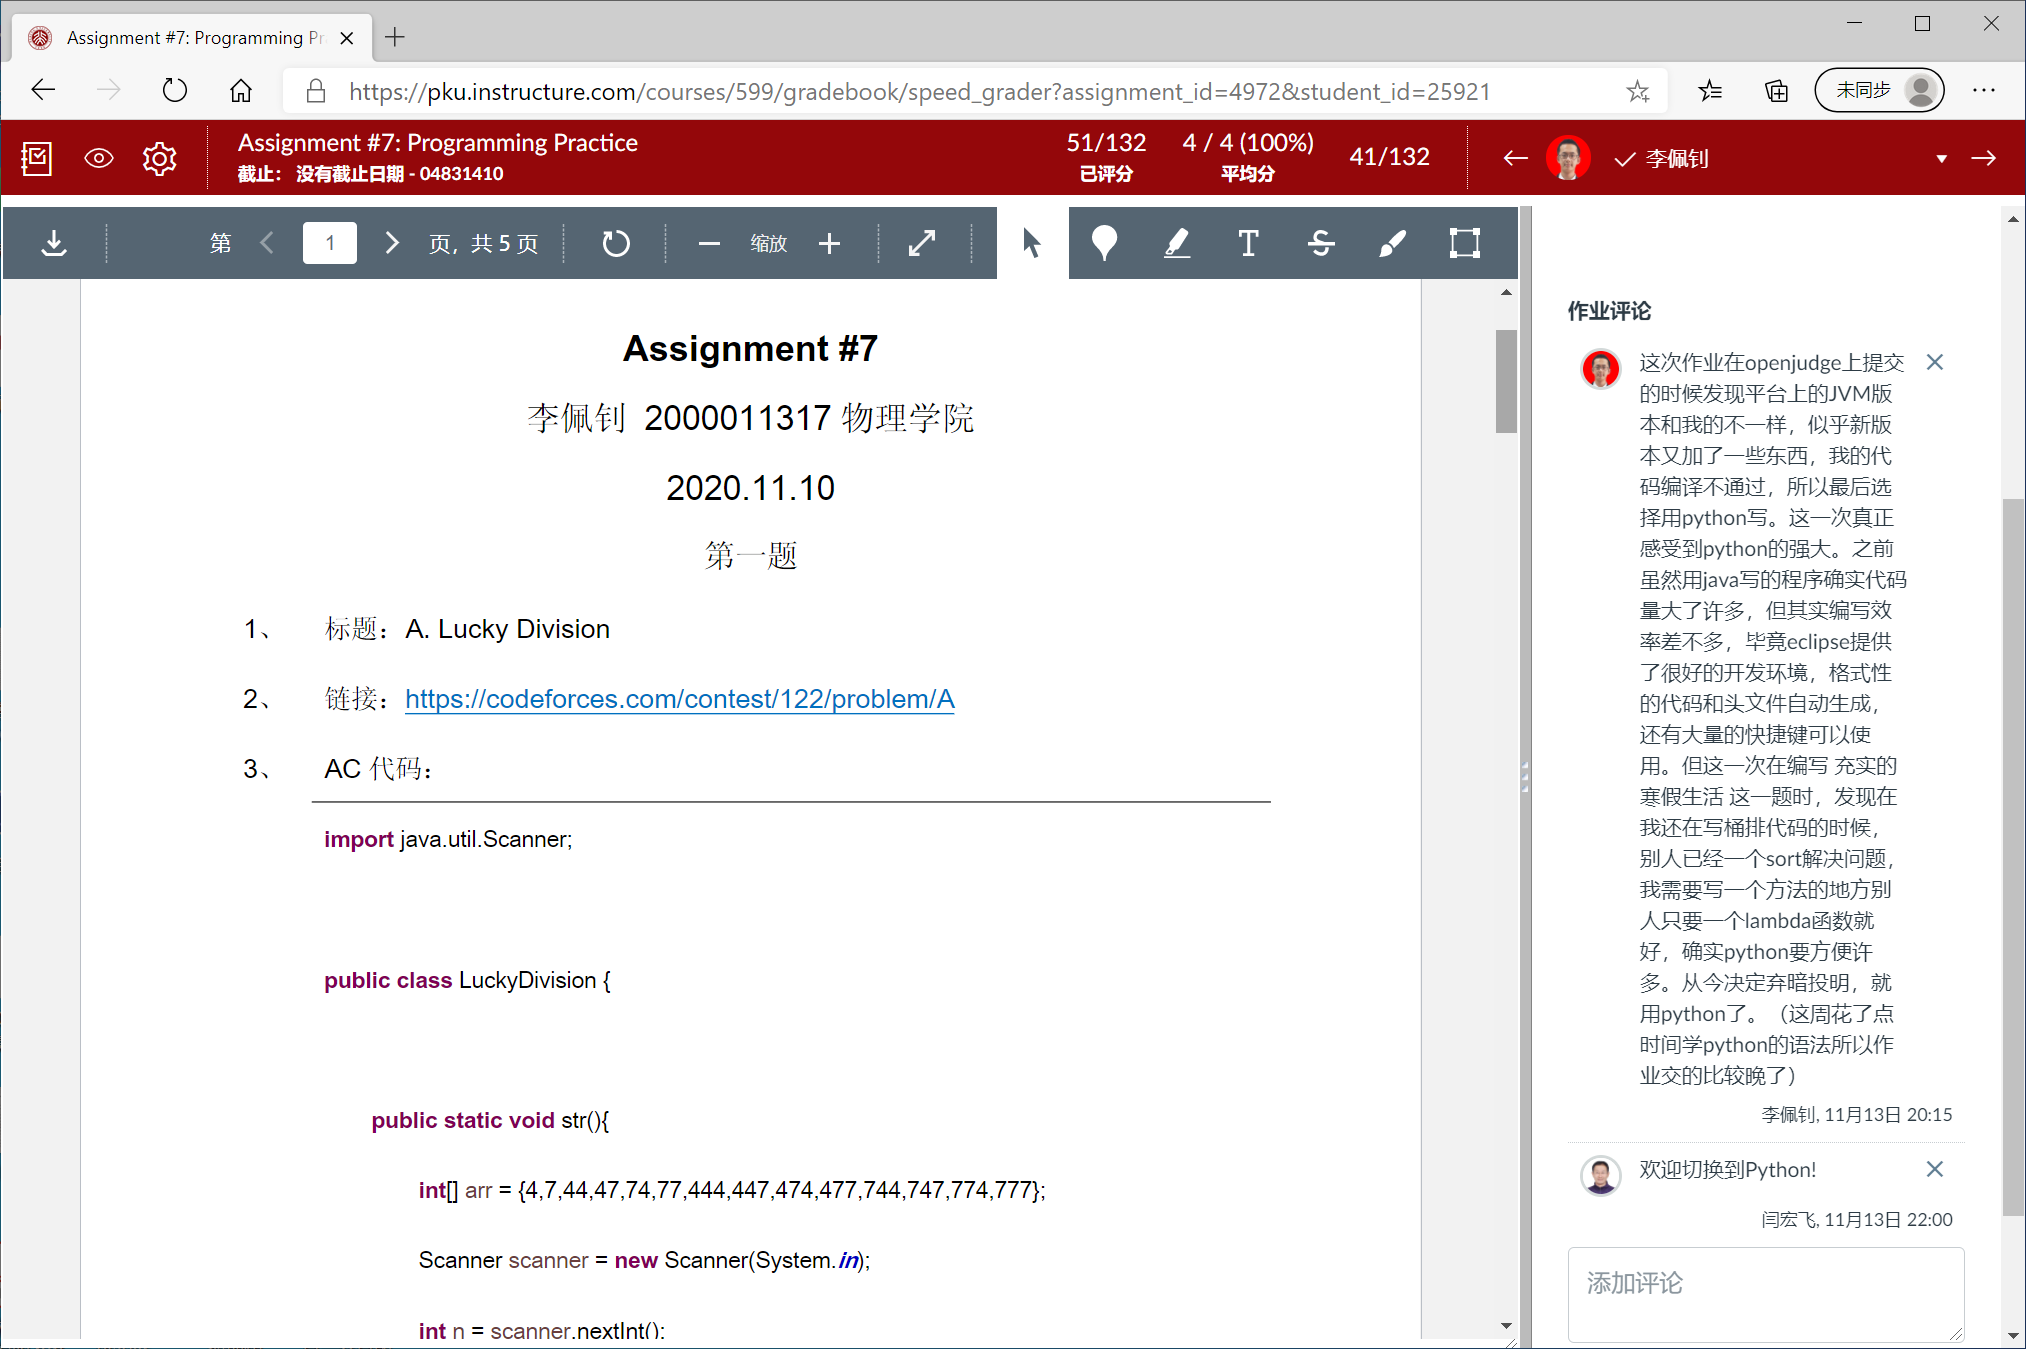 Assignment #7: Programming Pr
https://pku.instructure.com/courses/599/gradebook/speed_grader?assignment_id=4972&student_id=25921
未同步
Assignment #7: Programming Practice
截止： 没有截止日期 - 04831410
51/132
已评分
4 / 4 (100%)
平均分
41/132
李佩钊
第
1
页，共 5 页
缩放
Assignment #7
李佩钊 2000011317 物理学院
2020.11.10
第一题
1、 标题：A. Lucky Division
2、 链接：https://codeforces.com/contest/122/problem/A
3、 AC 代码：
import java.util.Scanner;
public class LuckyDivision {
public static void str(){
int[] arr = {4,7,44,47,74,77,444,447,474,477,744,747,774,777};
Scanner scanner = new Scanner(System.in);
int n = scanner.nextInt();
作业评论
这次作业在openjudge上提交
的时候发现平台上的JVM版
本和我的不一样，似乎新版
本又加了一些东西，我的代
码编译不通过，所以最后选
择用python写。这一次真正
感受到python的强大。之前
虽然用java写的程序确实代码
量大了许多，但其实编写效
率差不多，毕竟eclipse提供
了很好的开发环境，格式性
的代码和头文件自动生成，
还有大量的快捷键可以使
用。但这一次在编写 充实的
寒假生活 这一题时，发现在
我还在写桶排代码的时候，
别人已经一个sort解决问题，
我需要写一个方法的地方别
人只要一个lambda函数就
好，确实python要方便许
多。从今决定弃暗投明，就
用python了。（这周花了点
时间学python的语法所以作
业交的比较晚了）
李佩钊, 11月13日 20:15
欢迎切换到Python!
闫宏飞, 11月13日 22:00
添加评论